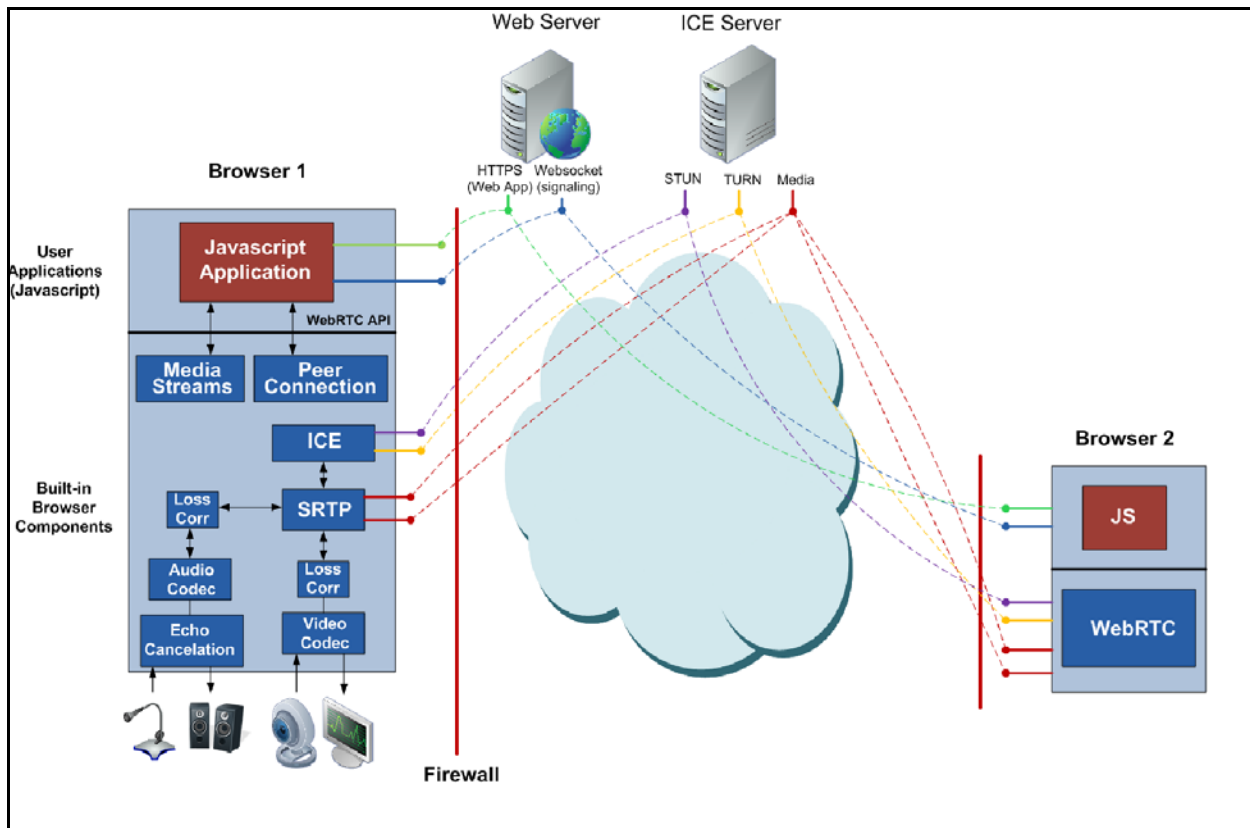 Web Server
ICE Server
HTTPS
(Web App)
Websocket
(signaling)
STUN
TURN
Media
Browser 1
User
Applications
(Javascript)
Javascript
Application
WebRTC API
Media
Streams
Peer
Connection
ICE
Built-in
Browser
Components
Loss
Corr
SRTP
Audio
Codec
Loss
Corr
Echo
Cancelation
Video
Codec
Firewall
Browser 2
JS
WebRTC